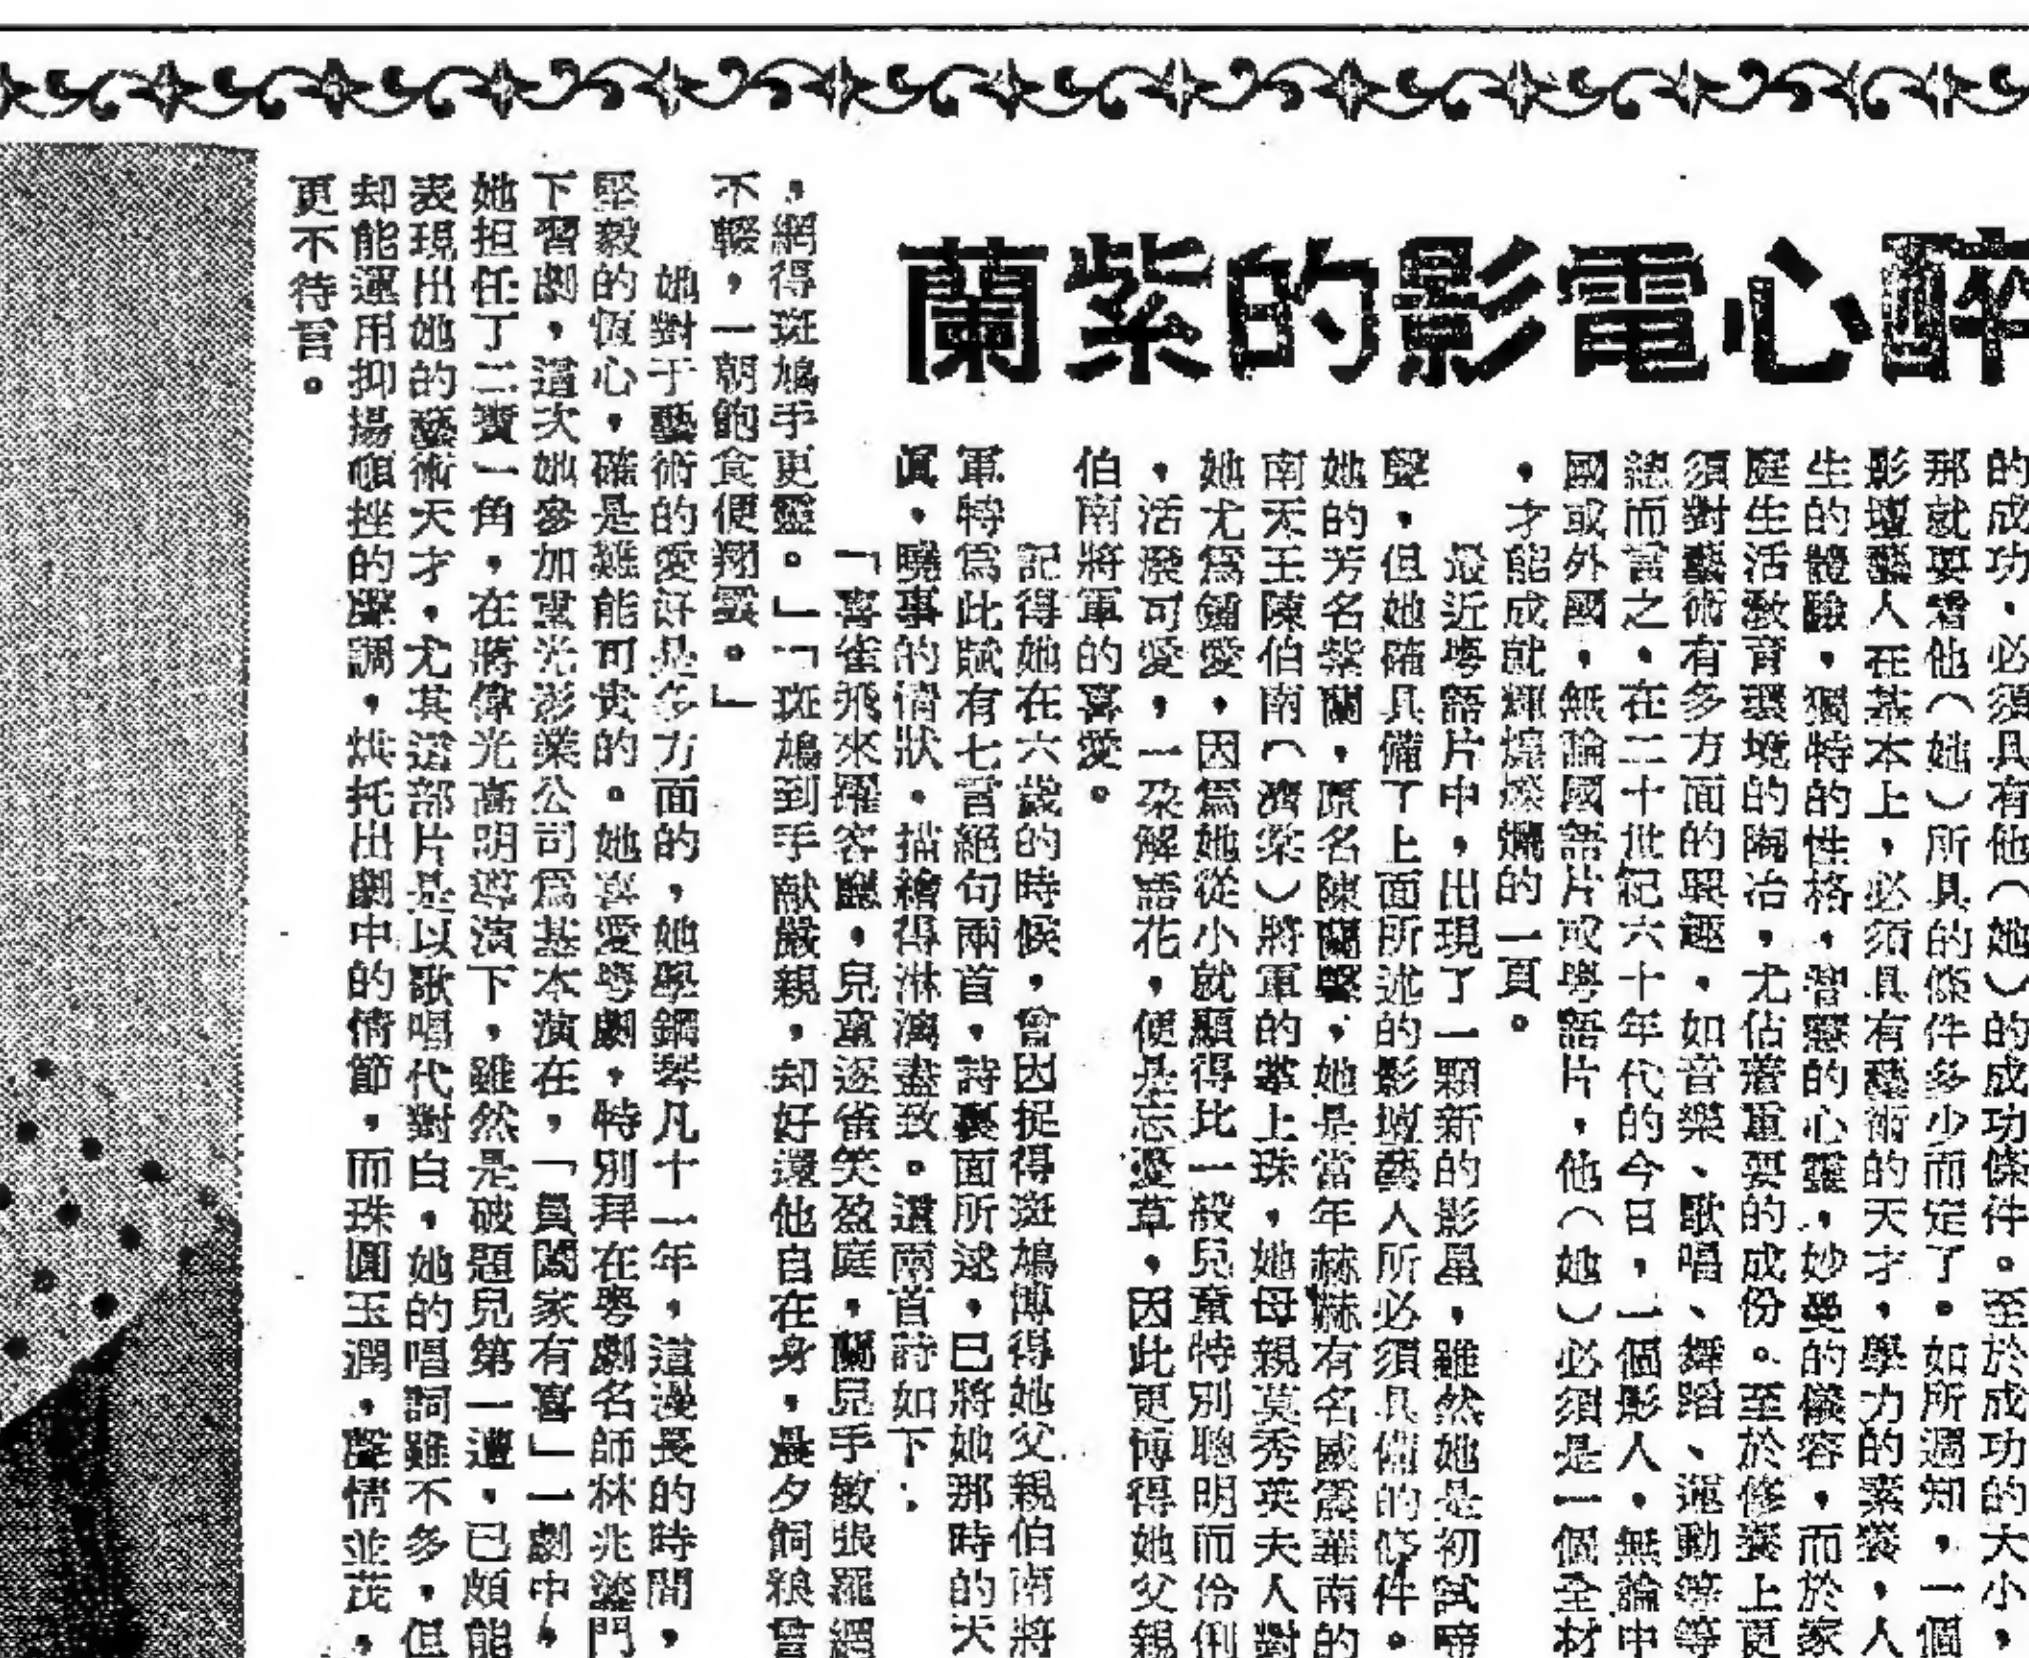 醉心電影的紫蘭
的成功，必須具有他（她）的成功條件。至於成功的大小，
那就要看他（她）所具的條件多少而定了。如所週知，一個
影壇藝人在基本上，必須具有藝術的天才，學力的素養，人
生的體驗，獨特的性格，智慧的心靈，妙曼的儀容，而於家
庭生活教育環境的陶冶，尤佔着重要的成份。至於修養上更
須對藝術有多方面的興趣，如音樂、歌唱、舞蹈、運動等等
總而言之，在二十世紀六十年代的今日，一個影人，無論中
國或外國，無論國語片或粤語片，他（她）必須是一個全材
，才能成就輝煌燦爛的一頁。
最近粤語片中，出現了一顆新的影星，雖然她是初試啼
聲，但她確具備了上面所述的影壇藝人所必須具備的條件。
她的芳名紫蘭，原名陳蘭馨，她是當年赫赫有名威震華南的
南天王陳伯南（濟棠）將軍的掌上珠，她母親莫秀英夫人對
她尤爲鍾愛，因爲她從小就顯得比一般兒童特別聰明而伶俐
，活潑可愛，一朶解語花，便是忘憂草，因此更博得她父親
伯南將軍的喜愛。
記得她在六歲的時候，曾因捉得斑鳩博得她父親伯南將
軍特爲此賦有七言絕句兩首，詩裏面所述，已將她那時的天
眞，曉事的情狀，描繪得淋漓盡致。選兩首詩如下：
「喜雀飛來躍客廳，兒童逐雀笑盈庭，蘭兒手敏張羅網
，網得斑鳩手更靈。」「斑鳩到手献嚴親，却好還他自在身，晨夕飼粮曾
不輟，一朝飽食便翔雲。」
她對于藝術的愛好是多方面的，她學鋼琴凡十一年，這漫長的時間，
堅毅的恆心，確是難能可贵的。她喜愛粤劇，特別拜在粤劇名師林兆鎏門
下習劇，這次她參加電光影業公司爲基本演在，「員闆家有喜」一劇中，
她担任了二寳一角，在蔣偉光高明導演下，雖然是破題兒第一遭，已頗能
表現出她的藝術天才，尤其這部片是以歌唱代對白，她的唱詞雖不多，但
却能運用抑揚頓挫的聲調，烘托出劇中的情節，而珠圓玉潤，聲情並茂，
更不待言。